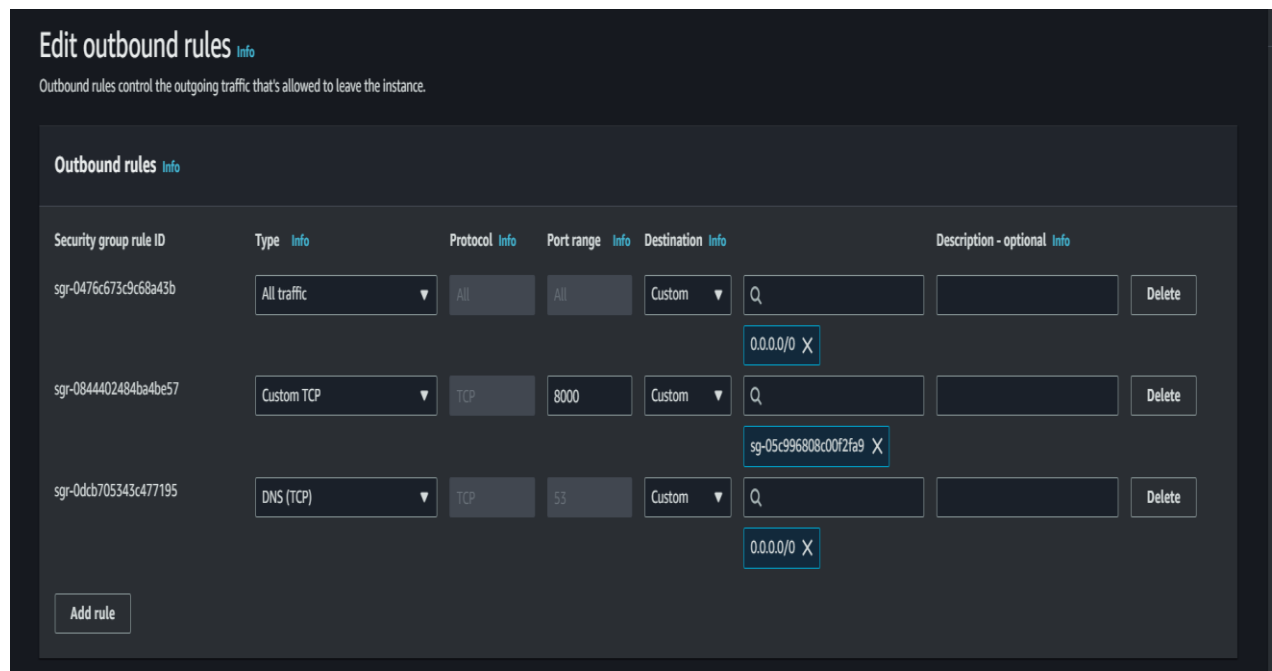 Edit outbound rules Info
Outbound rules control the outgoing traffic that's allowed to leave the instance.
Outbound rules Info
Security group rule ID Type Info Protocol Info Port range Info Destination Info Description - optional Info
sgr-0476c673c9c68a43b All traffic All All Custom Delete
0.0.0.0/0
sgr-0844402484ba4be57 Custom TCP TCP 8000 Custom Delete
sg-05c996808c00f2fa9
sgr-0dcb705343c477195 DNS (TCP) TCP 53 Custom Delete
0.0.0.0/0
Add rule